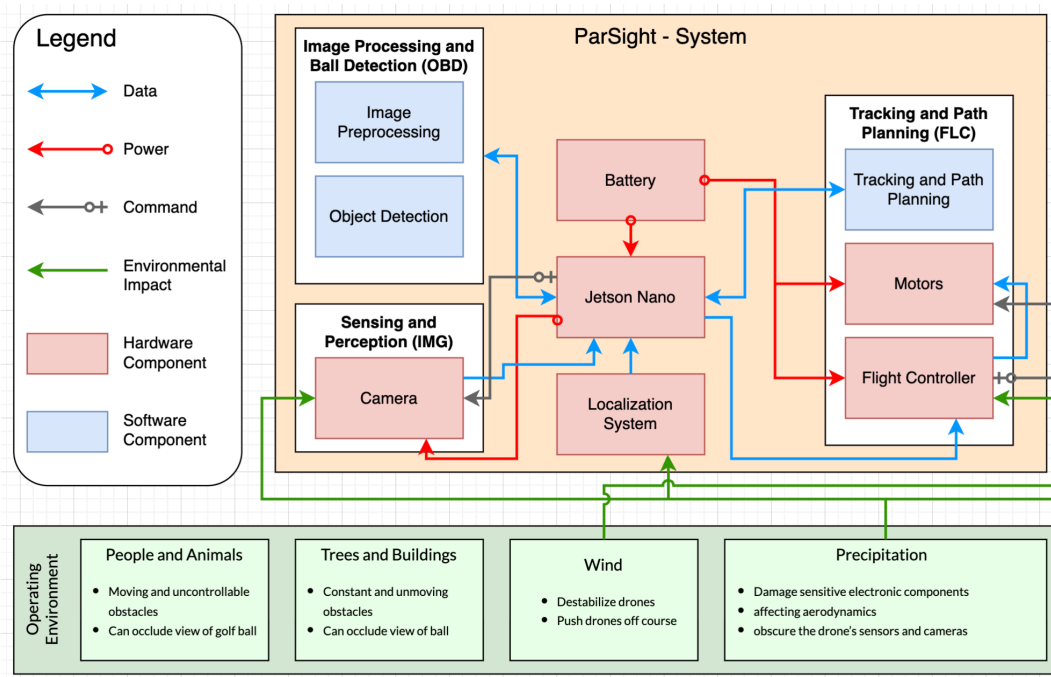 Legend
Data
Power
Command
Environmental
Impact
Hardware
Component
Software
Component
ParSight - System
Image Processing and
Ball Detection (OBD)
Image
Preprocessing
Object Detection
Sensing and
Perception (IMG)
Camera
Battery
Jetson Nano
Localization
System
Tracking and Path
Planning (FLC)
Tracking and Path
Planning
Motors
Flight Controller
Operating
Environment
People and Animals
• Moving and uncontrollable
obstacles
• Can occlude view of golf ball
Trees and Buildings
• Constant and unmoving
obstacles
• Can occlude view of ball
Wind
• Destabilize drones
• Push drones off course
Precipitation
• Damage sensitive electronic components
• affecting aerodynamics
• obscure the drone's sensors and cameras